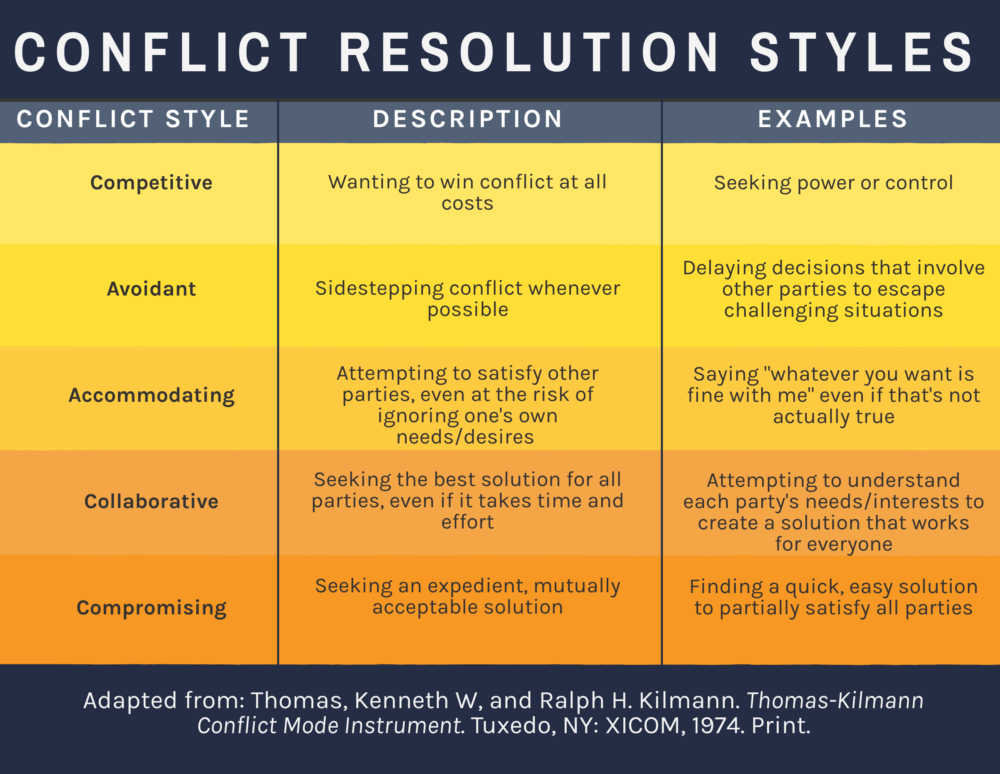 CONFLICT RESOLUTION STYLES
CONFLICT STYLE
DESCRIPTION
EXAMPLES
Competitive
Wanting to win conflict at all
costs
Seeking power or control
Avoidant
Sidestepping conflict whenever
possible
Delaying decisions that involve
other parties to escape
challenging situations
Accommodating
Attempting to satisfy other
parties, even at the risk of
ignoring one's own
needs/desires
Saying "whatever you want is
fine with me" even if that's not
actually true
Collaborative
Seeking the best solution for all
parties, even if it takes time and
effort
Attempting to understand
each party's needs/interests to
create a solution that works
for everyone
Compromising
Seeking an expedient, mutually
acceptable solution
Finding a quick, easy solution
to partially satisfy all parties
Adapted from: Thomas, Kenneth W, and Ralph H. Kilmann. Thomas-Kilmann
Conflict Mode Instrument. Tuxedo, NY: XICOM, 1974. Print.